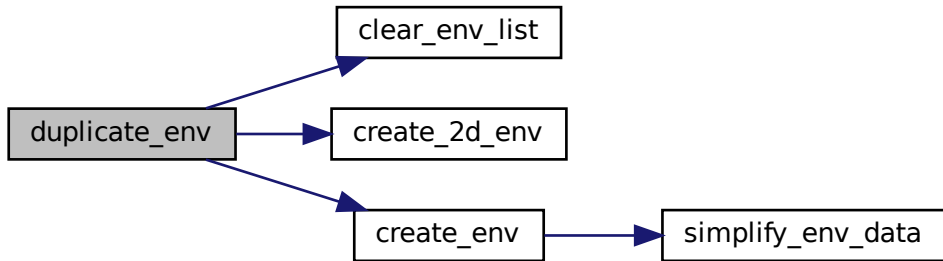 clear_env_list
duplicate_env
create_2d_env
create_env
simplify_env_data